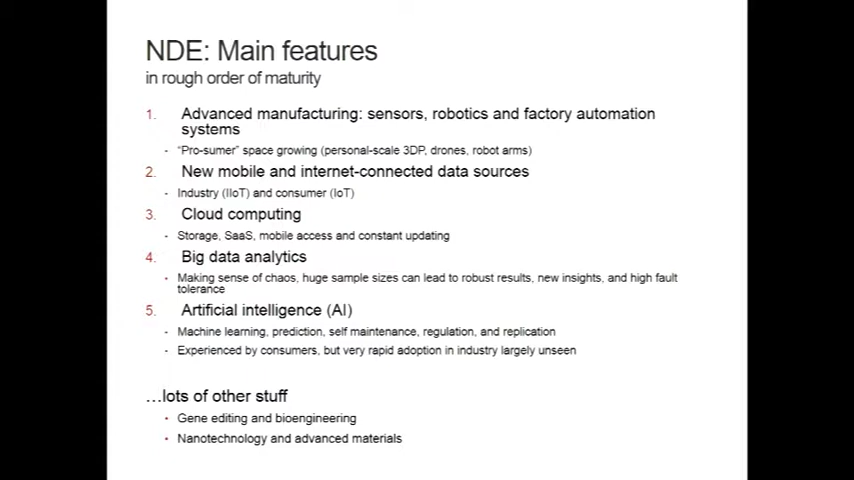 NDE: Main features
in rough order of maturity
1. Advanced manufacturing: sensors, robotics and factory automation
systems
- "Pro-sumer" space growing (personal-scale 3DP, drones, robot arms)
2. New mobile and internet-connected data sources
- Industry (IIoT) and consumer (IoT)
3. Cloud computing
- Storage, SaaS, mobile access and constant updating
4. Big data analytics
- Making sense of chaos, huge sample sizes can lead to robust results, new insights, and high fault
tolerance
5. Artificial intelligence (AI)
- Machine learning, prediction, self maintenance, regulation, and replication
- Experienced by consumers, but very rapid adoption in industry largely unseen
…lots of other stuff
• Gene editing and bioengineering
• Nanotechnology and advanced materials